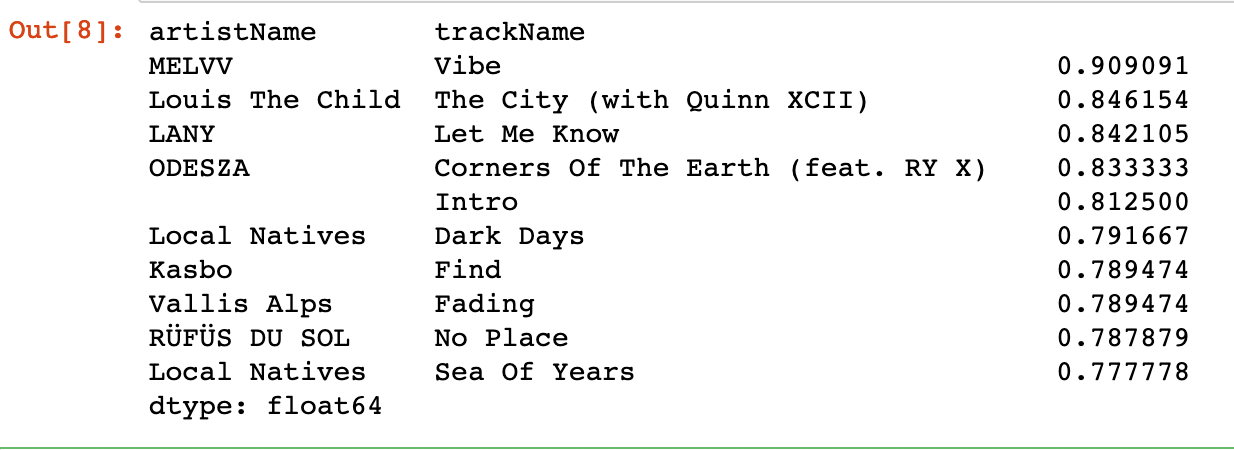 Out[8]: artistName trackName
MELVV Vibe 0.909091
Louis The Child The City (with Quinn XCII) 0.846154
LANY Let Me Know 0.842105
ODESZA Corners Of The Earth (feat. RY X) 0.833333
Intro 0.812500
Local Natives Dark Days 0.791667
Kasbo Find 0.789474
Vallis Alps Fading 0.789474
RÜFÜS DU SOL No Place 0.787879
Local Natives Sea Of Years 0.777778
dtype: float64